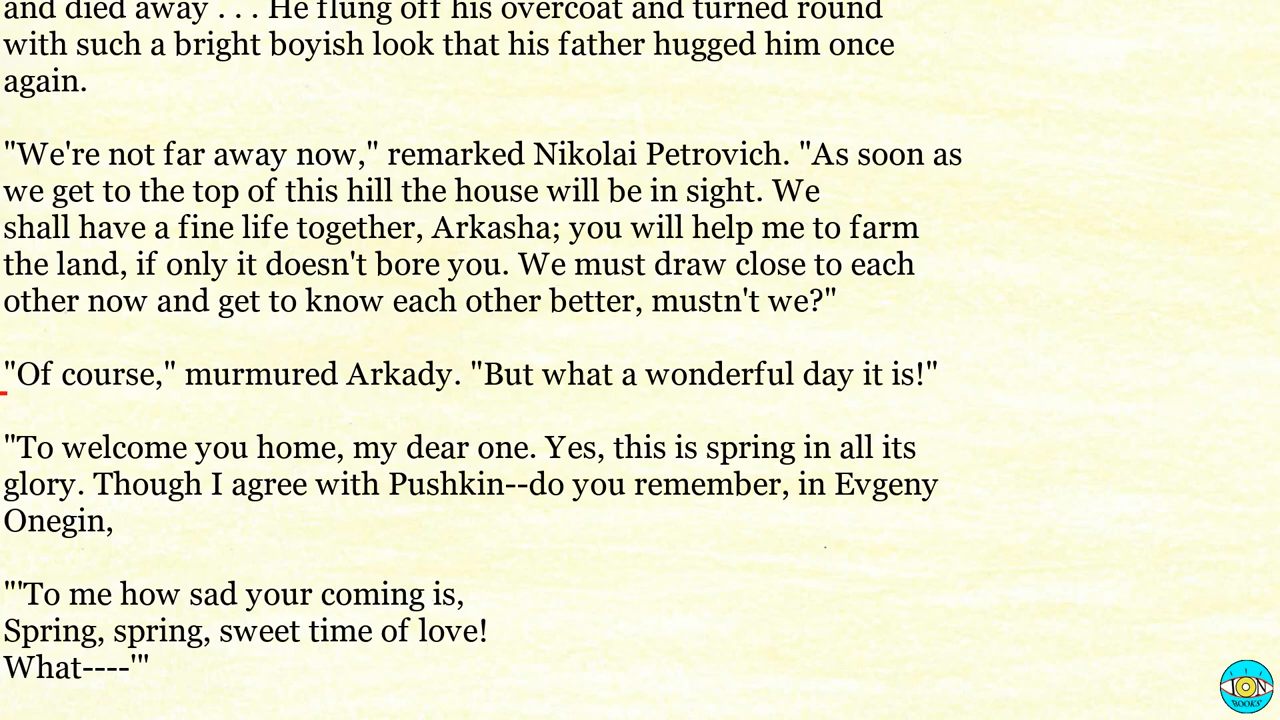 and died away . . . He flung off his overcoat and turned round
with such a bright boyish look that his father hugged him once
again.
"We're not far away now," remarked Nikolai Petrovich. "As soon as
we get to the top of this hill the house will be in sight. We
shall have a fine life together, Arkasha; you will help me to farm
the land, if only it doesn't bore you. We must draw close to each
other now and get to know each other better, mustn't we?"
"Of course," murmured Arkady. "But what a wonderful day it is!"
"To welcome you home, my dear one. Yes, this is spring in all its
glory. Though I agree with Pushkin--do you remember, in Evgeny
Onegin,
"'To me how sad your coming is,
Spring, spring, sweet time of love!
What----'"
ION
BOOKS